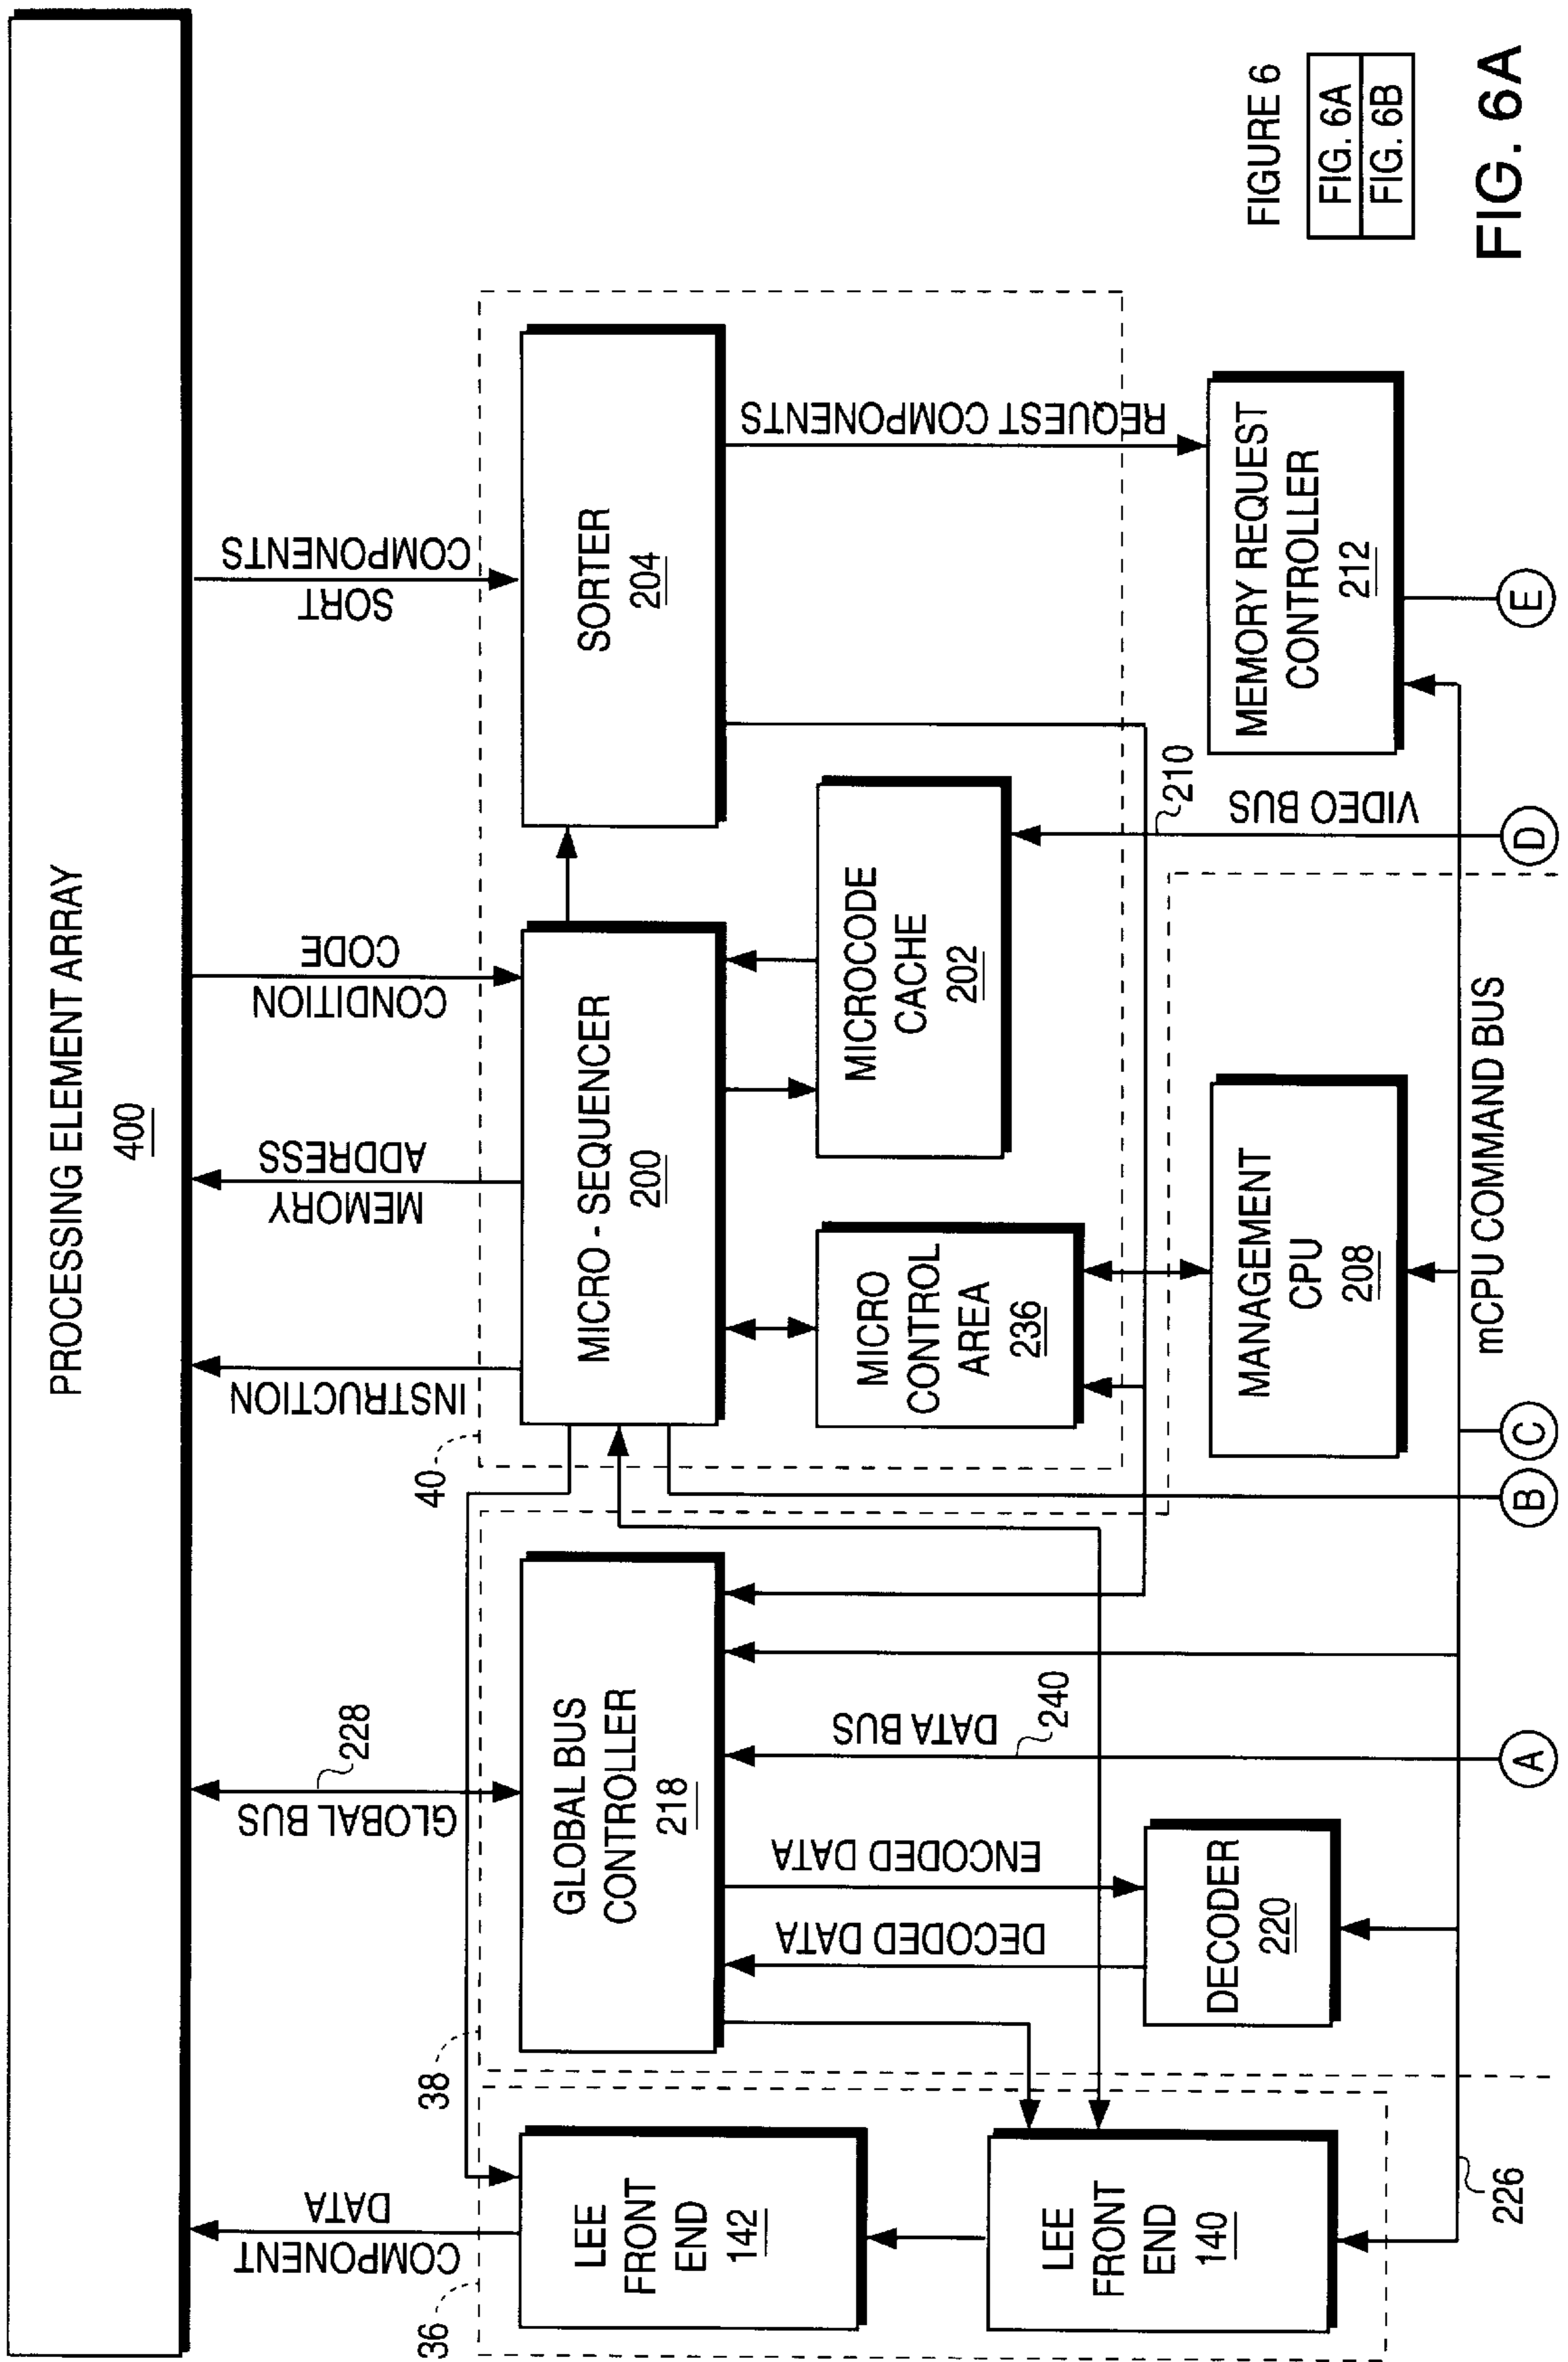 PROCESSING ELEMENT ARRAY
400
COMPONENT
DATA
GLOBAL BUS
228
INSTRUCTION
MEMORY
ADDRESS
CONDITION
CODE
SORT
COMPONENTS
36
38
40
LEE
FRONT
END
142
GLOBAL BUS
CONTROLLER
218
MICRO - SEQUENCER
200
SORTER
204
DECODED DATA
ENCODED DATA
DATA BUS
240
MICRO
CONTROL
AREA
236
MICROCODE
CACHE
202
REQUEST COMPONENTS
LEE
FRONT
END
140
DECODER
220
MANAGEMENT
CPU
208
210
VIDEO BUS
MEMORY REQUEST
CONTROLLER
212
226
mCPU COMMAND BUS
A
B
C
D
E
FIGURE 6
FIG. 6A
FIG. 6B
FIG. 6A